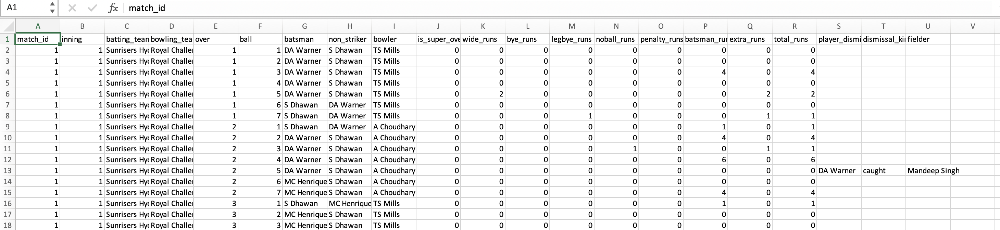 A1 fx match_id
A B C D E F G H I J K L M N O P Q R S T U V
1 match_id inning batting_team bowling_tea over ball batsman non_striker bowler is_super_ove wide_runs bye_runs legbye_runs noball_runs penalty_runs batsman_run extra_runs total_runs player_dismi dismissal_ki fielder
2 1 1 Sunrisers Hy Royal Challe 1 1 DA Warner S Dhawan TS Mills 0 0 0 0 0 0 0 0 0
3 1 1 Sunrisers Hy Royal Challe 1 2 DA Warner S Dhawan TS Mills 0 0 0 0 0 0 0 0 0
4 1 1 Sunrisers Hy Royal Challe 1 3 DA Warner S Dhawan TS Mills 0 0 0 0 0 0 4 0 4
5 1 1 Sunrisers Hy Royal Challe 1 4 DA Warner S Dhawan TS Mills 0 0 0 0 0 0 0 0 0
6 1 1 Sunrisers Hy Royal Challe 1 5 DA Warner S Dhawan TS Mills 0 2 0 0 0 0 0 2 2
7 1 1 Sunrisers Hy Royal Challe 1 6 S Dhawan DA Warner TS Mills 0 0 0 0 0 0 0 0 0
8 1 1 Sunrisers Hy Royal Challe 1 7 S Dhawan DA Warner TS Mills 0 0 0 1 0 0 0 1 1
9 1 1 Sunrisers Hy Royal Challe 2 1 S Dhawan DA Warner A Choudhary 0 0 0 0 0 0 1 0 1
10 1 1 Sunrisers Hy Royal Challe 2 2 DA Warner S Dhawan A Choudhary 0 0 0 0 0 0 4 0 4
11 1 1 Sunrisers Hy Royal Challe 2 3 DA Warner S Dhawan A Choudhary 0 0 0 0 1 0 0 1 1
12 1 1 Sunrisers Hy Royal Challe 2 4 DA Warner S Dhawan A Choudhary 0 0 0 0 0 0 6 0 6
13 1 1 Sunrisers Hy Royal Challe 2 5 DA Warner S Dhawan A Choudhary 0 0 0 0 0 0 0 0 0 DA Warner caught Mandeep Singh
14 1 1 Sunrisers Hy Royal Challe 2 6 MC Henrique S Dhawan A Choudhary 0 0 0 0 0 0 0 0 0
15 1 1 Sunrisers Hy Royal Challe 2 7 MC Henrique S Dhawan A Choudhary 0 0 0 0 0 0 4 0 4
16 1 1 Sunrisers Hy Royal Challe 3 1 S Dhawan MC Henrique TS Mills 0 0 0 0 0 0 1 0 1
17 1 1 Sunrisers Hy Royal Challe 3 2 MC Henrique S Dhawan TS Mills 0 0 0 0 0 0 0 0 0
18 1 1 Sunrisers Hy Royal Challe 3 3 MC Henrique S Dhawan TS Mills 0 0 0 0 0 0 0 0 0